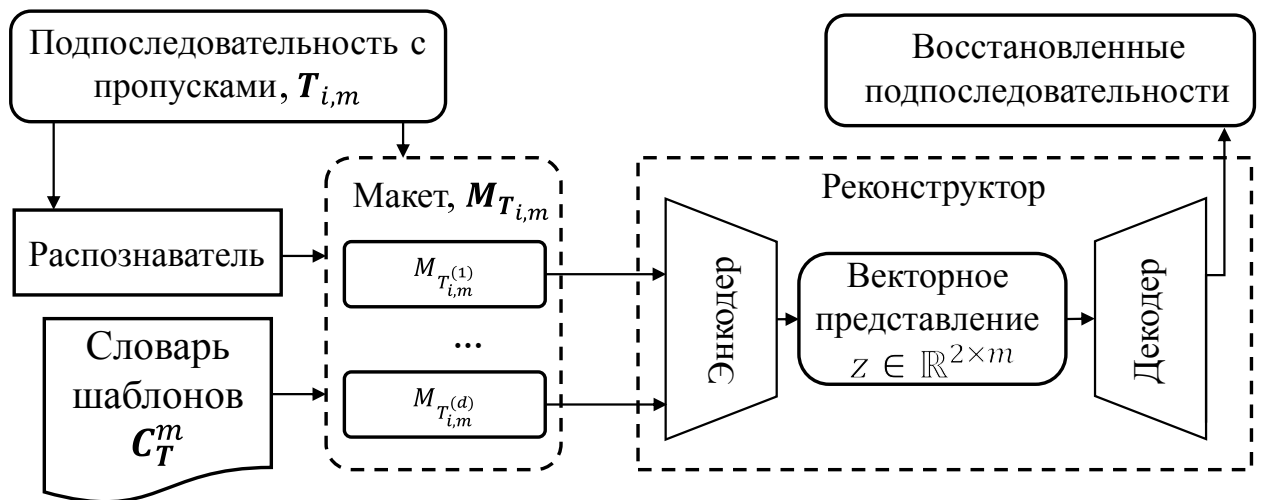 Подпоследовательность с
пропусками, 𝑻ᵢ,ₘ
Восстановленные
подпоследовательности
Макет, 𝑴_{𝑻_{i,m}}
Реконструктор
Распознаватель
M_{T_{i,m}^{(1)}}
...
M_{T_{i,m}^{(d)}}
Словарь
шаблонов
𝑪_𝑻^m
Энкодер
Векторное
представление
z ∈ ℝ^{2×m}
Декодер